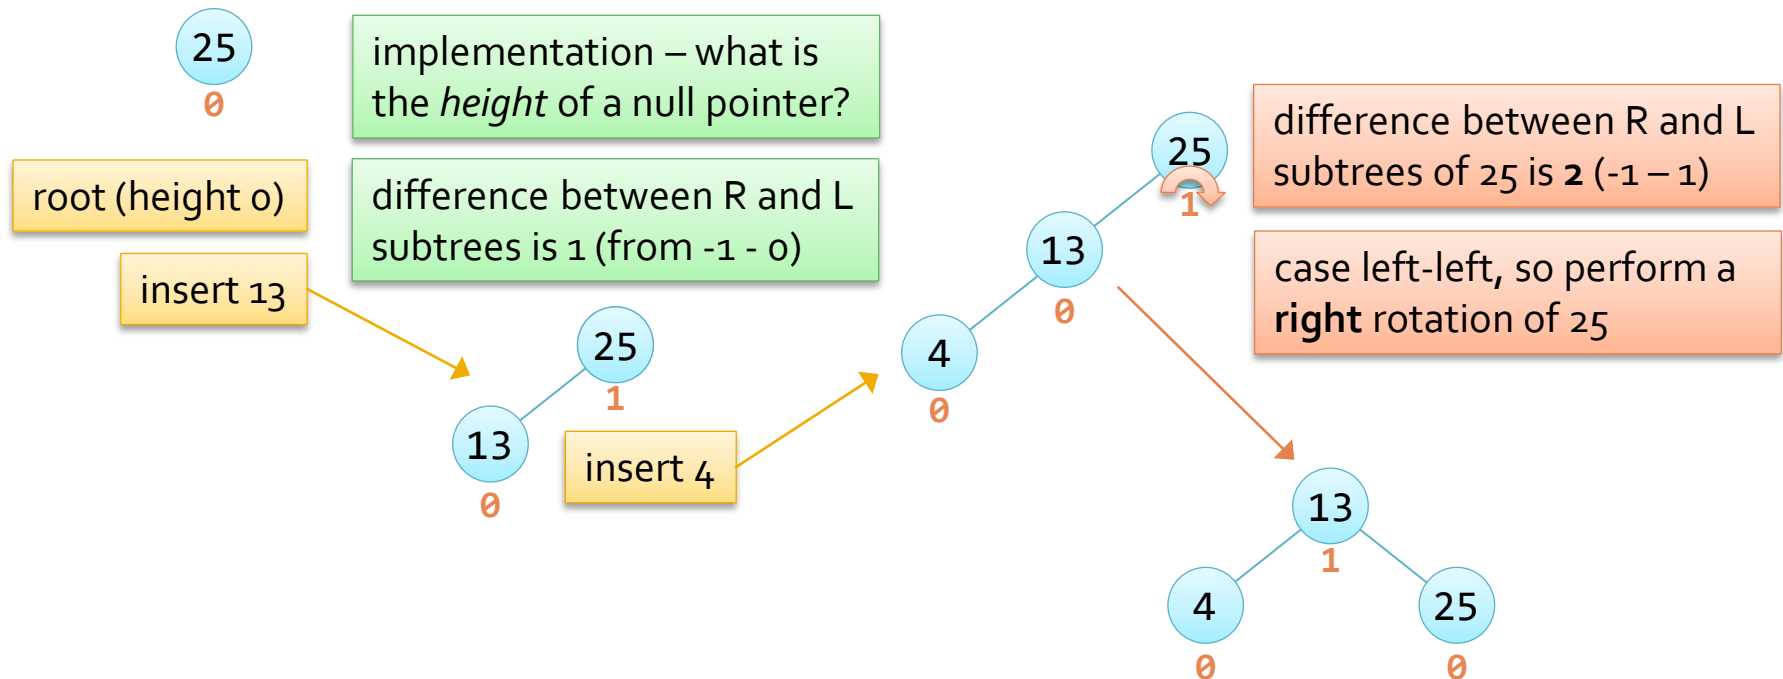 25
0
implementation – what is
the height of a null pointer?
root (height 0)
difference between R and L
subtrees is 1 (from -1 - 0)
insert 13
25
1
13
0
insert 4
25
1
13
0
4
0
difference between R and L
subtrees of 25 is 2 (-1 – 1)
case left-left, so perform a
right rotation of 25
13
1
4
0
25
0